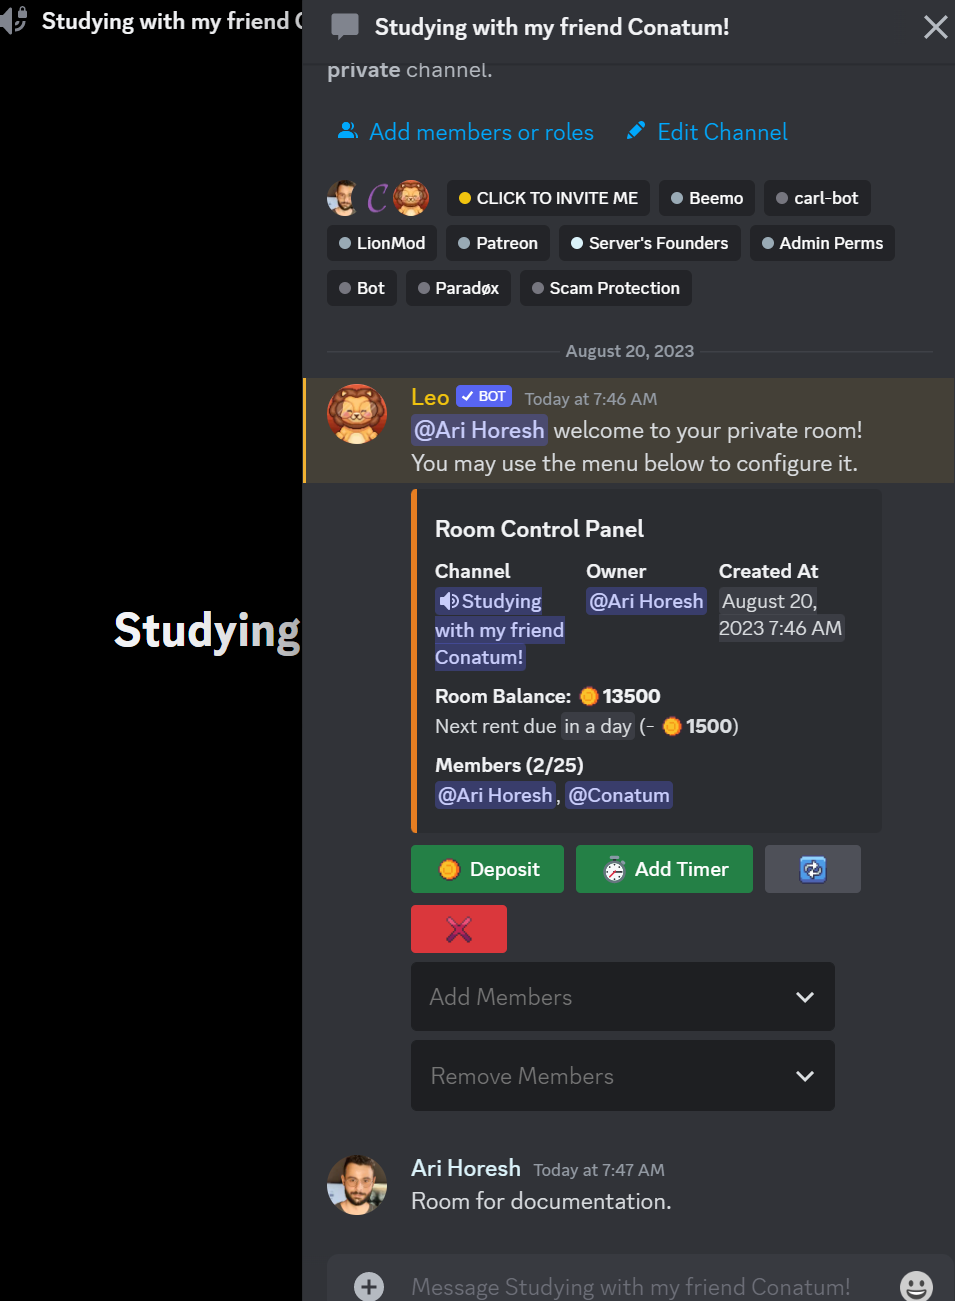 Studying with my friend
Studying with my friend Conatum!
private channel.
Add members or roles
Edit Channel
CLICK TO INVITE ME
Beemo
carl-bot
LionMod
Patreon
Server's Founders
Admin Perms
Bot
Paradøx
Scam Protection
August 20, 2023
Leo BOT Today at 7:46 AM
@Ari Horesh welcome to your private room!
You may use the menu below to configure it.
Room Control Panel
Channel
Studying
with my friend
Conatum!
Owner
@Ari Horesh
Created At
August 20,
2023 7:46 AM
Room Balance: 13500
Next rent due in a day (- 1500)
Members (2/25)
@Ari Horesh, @Conatum
Deposit
Add Timer
Add Members
Remove Members
Studying
Ari Horesh Today at 7:47 AM
Room for documentation.
Message Studying with my friend Conatum!